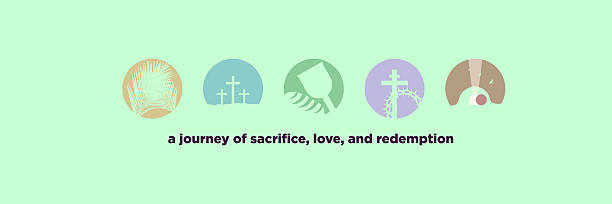 a journey of sacrifice, love, and redemption